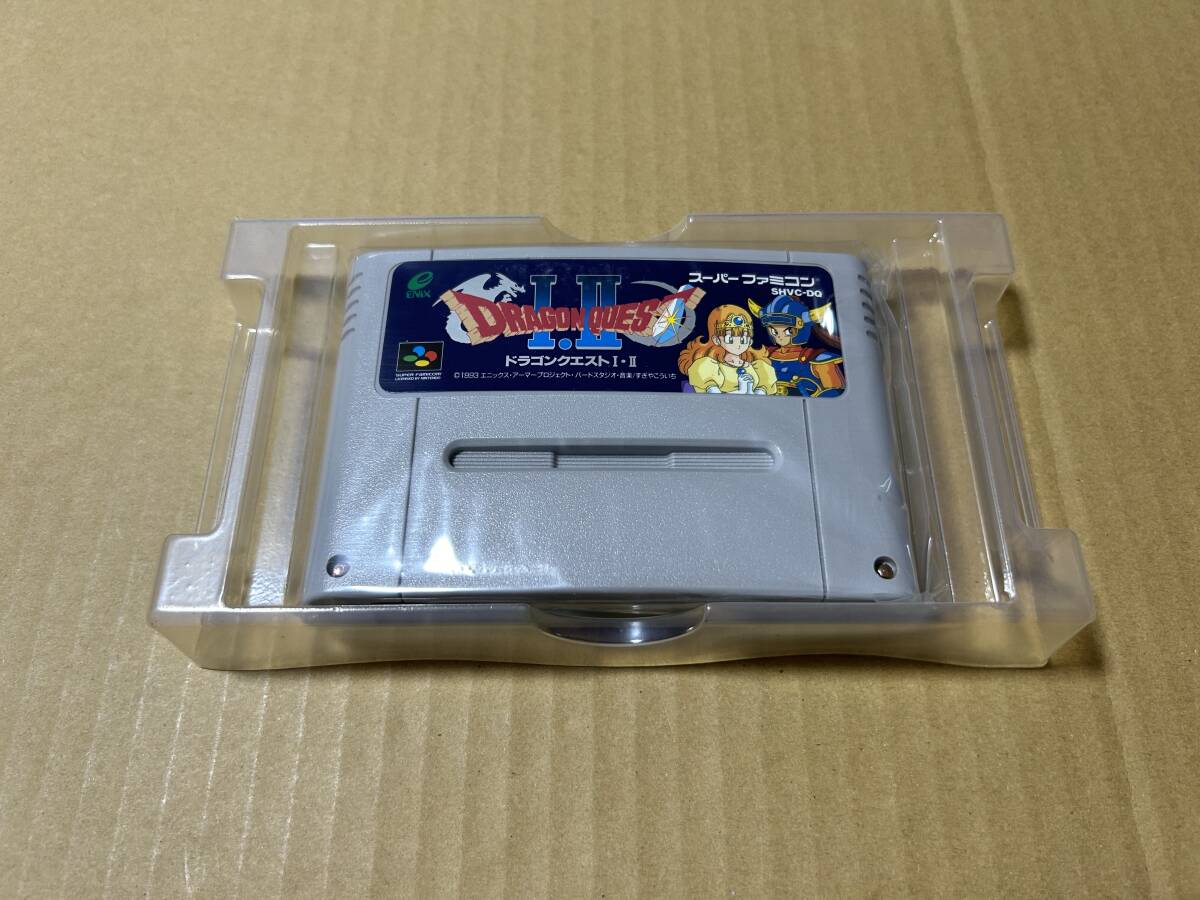 ENIX
I・II
DRAGON QUEST
スーパーファミコン
SHVC-DQ
ドラゴンクエストI・II
SUPER FAMICOM
LICENSED BY NINTENDO
©1993 エニックス・アーマープロジェクト・バードスタジオ・音楽/すぎやこういち